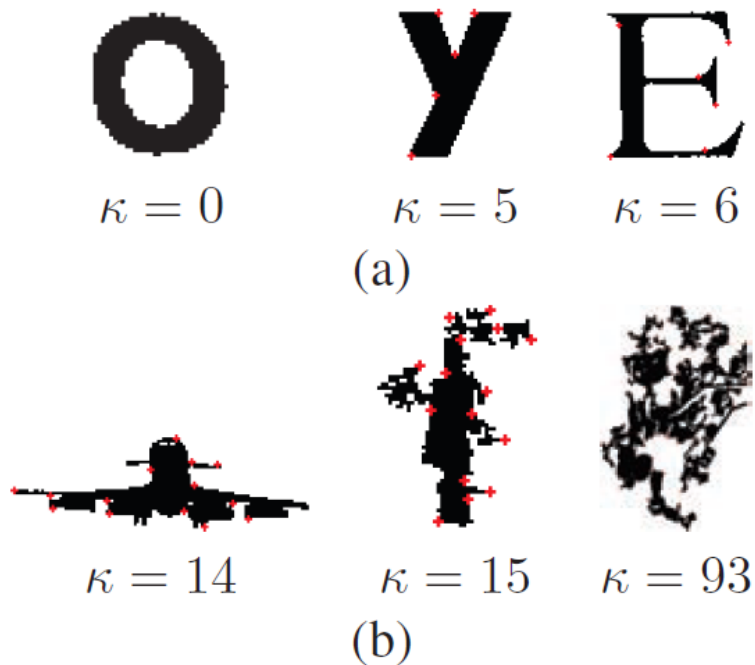 O y E
κ = 0 κ = 5 κ = 6
(a)
κ = 14 κ = 15 κ = 93
(b)